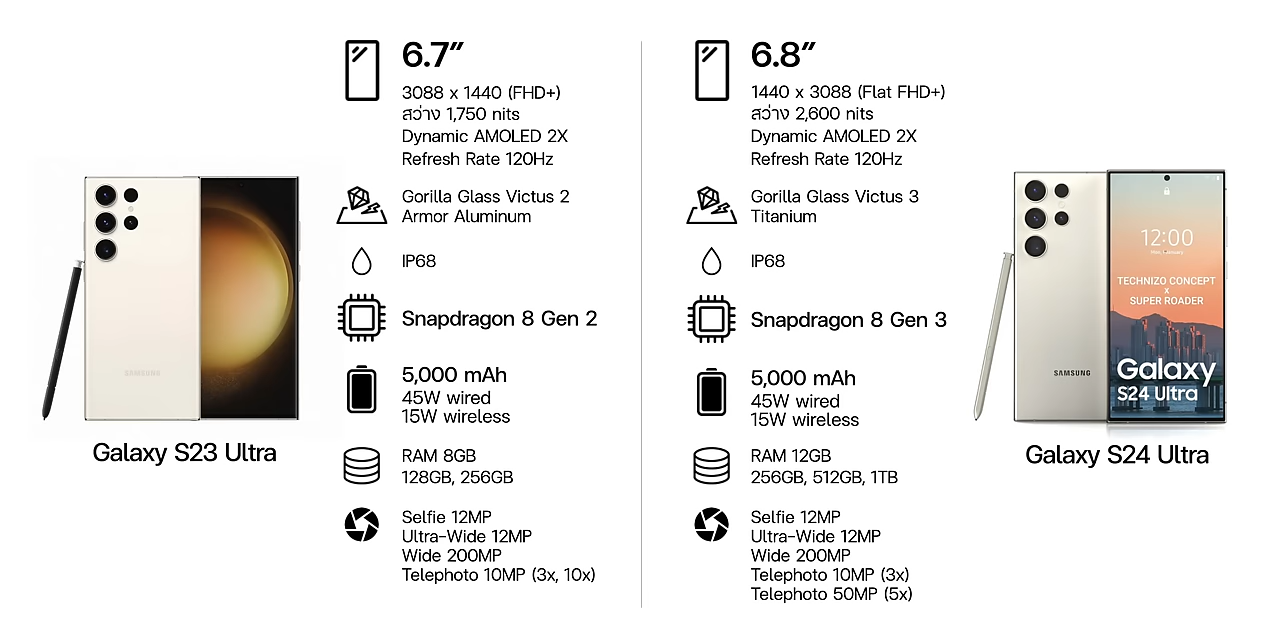 6.7″
3088 x 1440 (FHD+)
สว่าง 1,750 nits
Dynamic AMOLED 2X
Refresh Rate 120Hz
Gorilla Glass Victus 2
Armor Aluminum
IP68
Snapdragon 8 Gen 2
5,000 mAh
45W wired
15W wireless
RAM 8GB
128GB, 256GB
Selfie 12MP
Ultra-Wide 12MP
Wide 200MP
Telephoto 10MP (3x, 10x)
SAMSUNG
Galaxy S23 Ultra
6.8″
1440 x 3088 (Flat FHD+)
สว่าง 2,600 nits
Dynamic AMOLED 2X
Refresh Rate 120Hz
Gorilla Glass Victus 3
Titanium
IP68
Snapdragon 8 Gen 3
5,000 mAh
45W wired
15W wireless
RAM 12GB
256GB, 512GB, 1TB
Selfie 12MP
Ultra-Wide 12MP
Wide 200MP
Telephoto 10MP (3x)
Telephoto 50MP (5x)
12:00
TECHNIZO CONCEPT
X
SUPER ROADER
SAMSUNG
Galaxy
S24 Ultra
Galaxy S24 Ultra